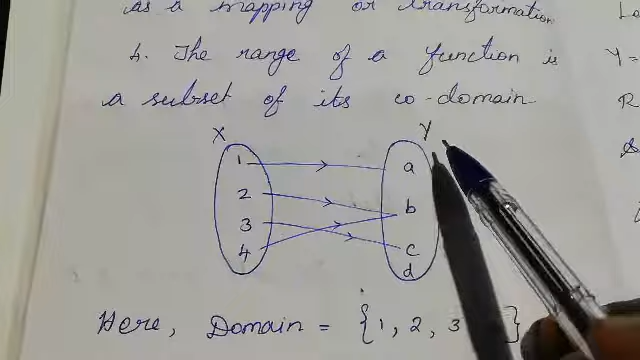 as a mapping or transformation
4. The range of a function is
a subset of its co-domain
X Y
1 a
2 b
3 c
4 d
Here, Domain = {1, 2, 3 }
Y =
R